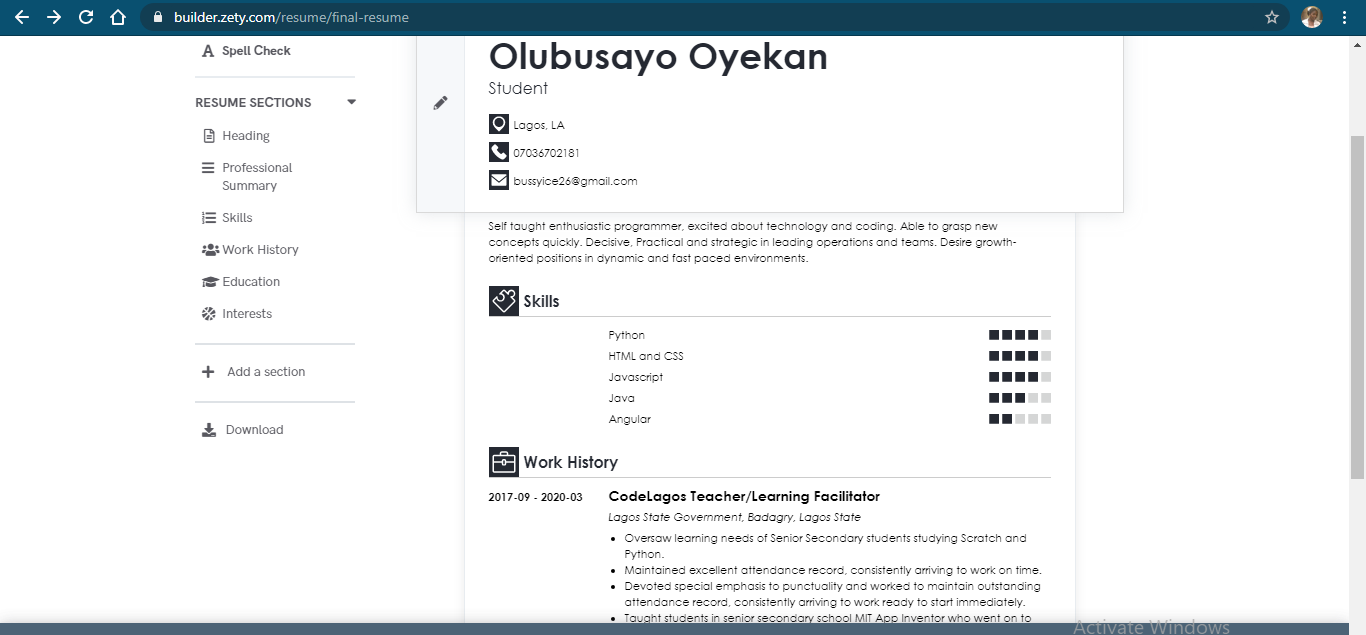 builder.zety.com/resume/final-resume
Spell Check
RESUME SECTIONS
Heading
Professional
Summary
Skills
Work History
Education
Interests
Add a section
Download
Olubusayo Oyekan
Student
Lagos, LA
07036702181
bussyice26@gmail.com
Self taught enthusiastic programmer, excited about technology and coding. Able to grasp new
concepts quickly. Decisive, Practical and strategic in leading operations and teams. Desire growth-
oriented positions in dynamic and fast paced environments.
Skills
Python
HTML and CSS
Javascript
Java
Angular
Work History
2017-09 - 2020-03 CodeLagos Teacher/Learning Facilitator
Lagos State Government, Badagry, Lagos State
• Oversaw learning needs of Senior Secondary students studying Scratch and
Python.
• Maintained excellent attendance record, consistently arriving to work on time.
• Devoted special emphasis to punctuality and worked to maintain outstanding
attendance record, consistently arriving to work ready to start immediately.
• Taught students in senior secondary school MIT App Inventor who went on to
Activate Windows